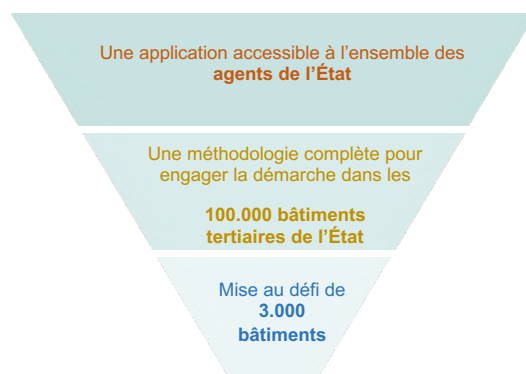 Une application accessible à l’ensemble des
agents de l’État
Une méthodologie complète pour
engager la démarche dans les
100.000 bâtiments
tertiaires de l’État
Mise au défi de
3.000
bâtiments